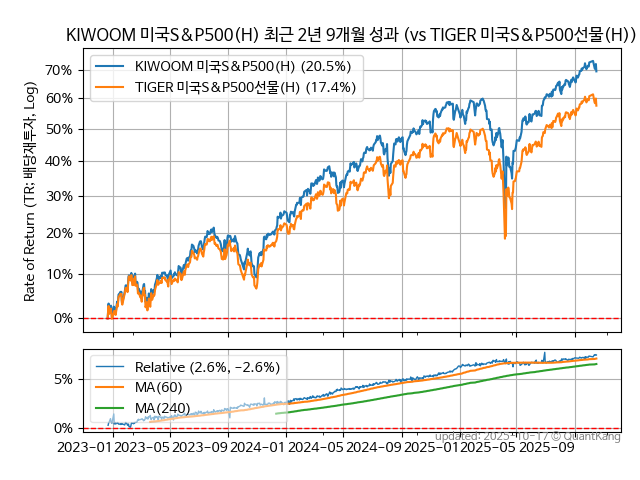 KIWOOM 미국S&P500(H) 최근 2년 9개월 성과 (vs TIGER 미국S&P500선물(H))
Rate of Return (TR: 배당재투자, Log)
70%
60%
50%
40%
30%
20%
10%
0%
KIWOOM 미국S&P500(H) (20.5%)
TIGER 미국S&P500선물(H) (17.4%)
5%
0%
Relative (2.6%, −2.6%)
MA(60)
MA(240)
2023−01 2023−05 2023−09 2024−01 2024−05 2024−09 2025−01 2025−05 2025−09
updated: 2025-10-17 © QuantKang